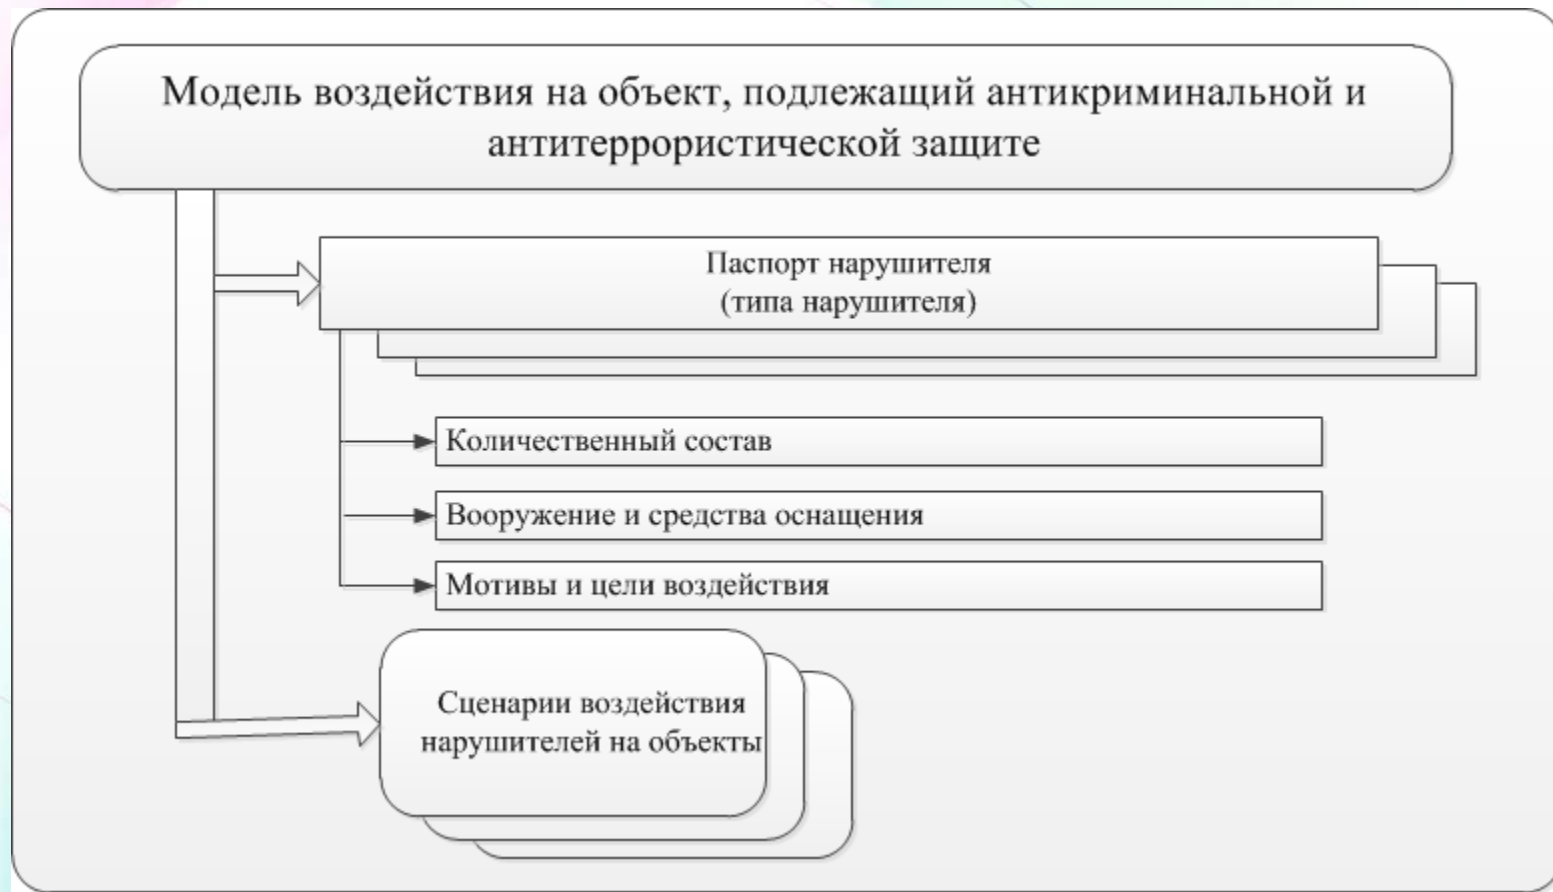 Модель воздействия на объект, подлежащий антикриминальной и
антитеррористической защите
Паспорт нарушителя
(типа нарушителя)
Количественный состав
Вооружение и средства оснащения
Мотивы и цели воздействия
Сценарии воздействия
нарушителей на объекты